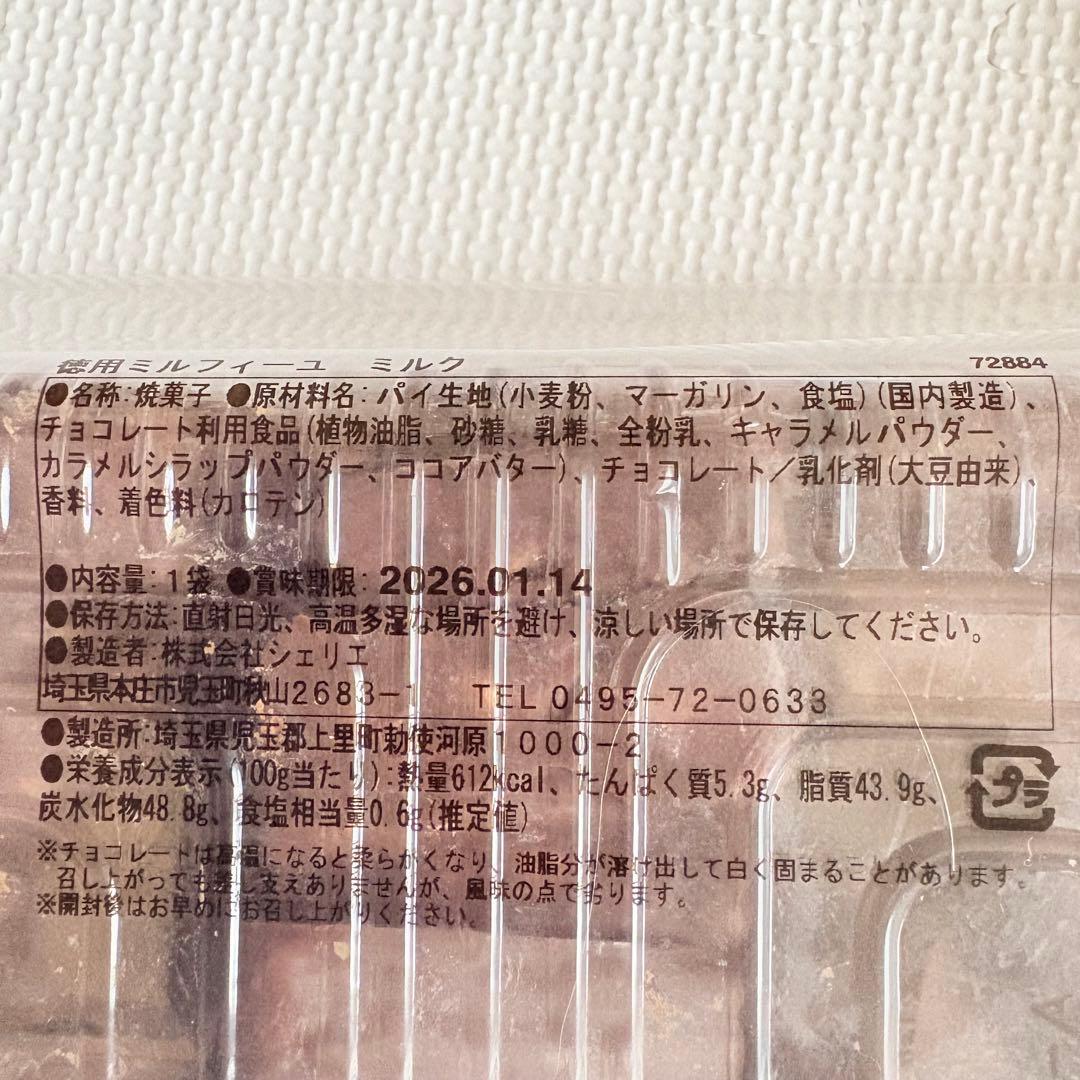 徳用ミルフィーユ　ミルク
72884
●名称:焼菓子 ●原材料名:パイ生地(小麦粉、マーガリン、食塩)(国内製造)、
チョコレート利用食品(植物油脂、砂糖、乳糖、全粉乳、キャラメルパウダー、
カラメルシラップパウダー、ココアバター)、チョコレート／乳化剤(大豆由来)、
香料、着色料(カロテン)
●内容量:1袋 ●賞味期限:2026.01.14
●保存方法:直射日光、高温多湿な場所を避け、涼しい場所で保存してください。
●製造者:株式会社シェリエ
埼玉県本庄市児玉町秋山2683-1　TEL 0495-72-0633
●製造所:埼玉県児玉郡上里町勅使河原1000-2
●栄養成分表示(100g当たり):熱量612kcal、たんぱく質5.3g、脂質43.9g、
炭水化物48.8g、食塩相当量0.6g(推定値)
プラ
※チョコレートは高温になると柔らかくなり、油脂分が溶け出して白く固まることがあります。
召し上がっても差し支えありませんが、風味の点で劣ります。
※開封後はお早めにお召し上がりください。